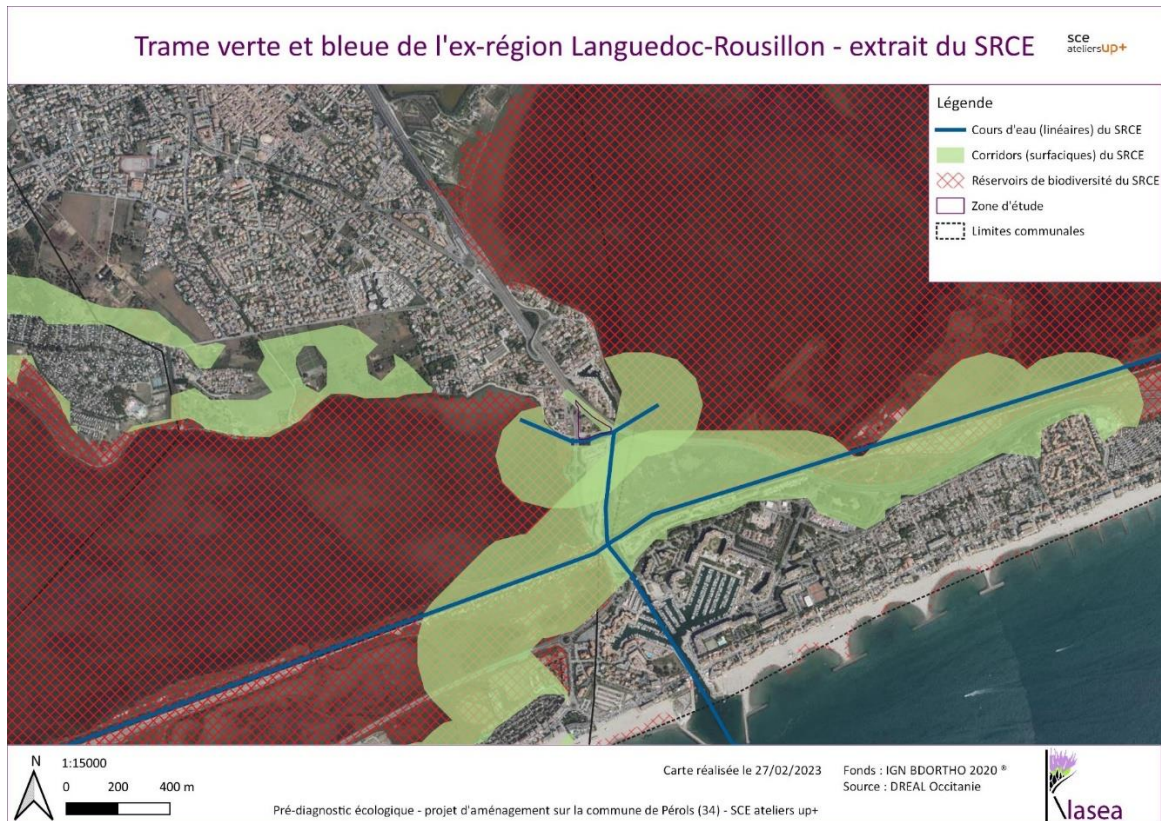 Trame verte et bleue de l'ex-région Languedoc-Rousillon - extrait du SRCE
sce
ateliersup+
Légende
Cours d'eau (linéaires) du SRCE
Corridors (surfaciques) du SRCE
Réservoirs de biodiversité du SRCE
Zone d'étude
Limites communales
N
1:15000
0 200 400 m
Carte réalisée le 27/02/2023
Fonds : IGN BDORTHO 2020 ®
Source : DREAL Occitanie
Pré-diagnostic écologique - projet d'aménagement sur la commune de Pérols (34) - SCE ateliers up+
Nasea